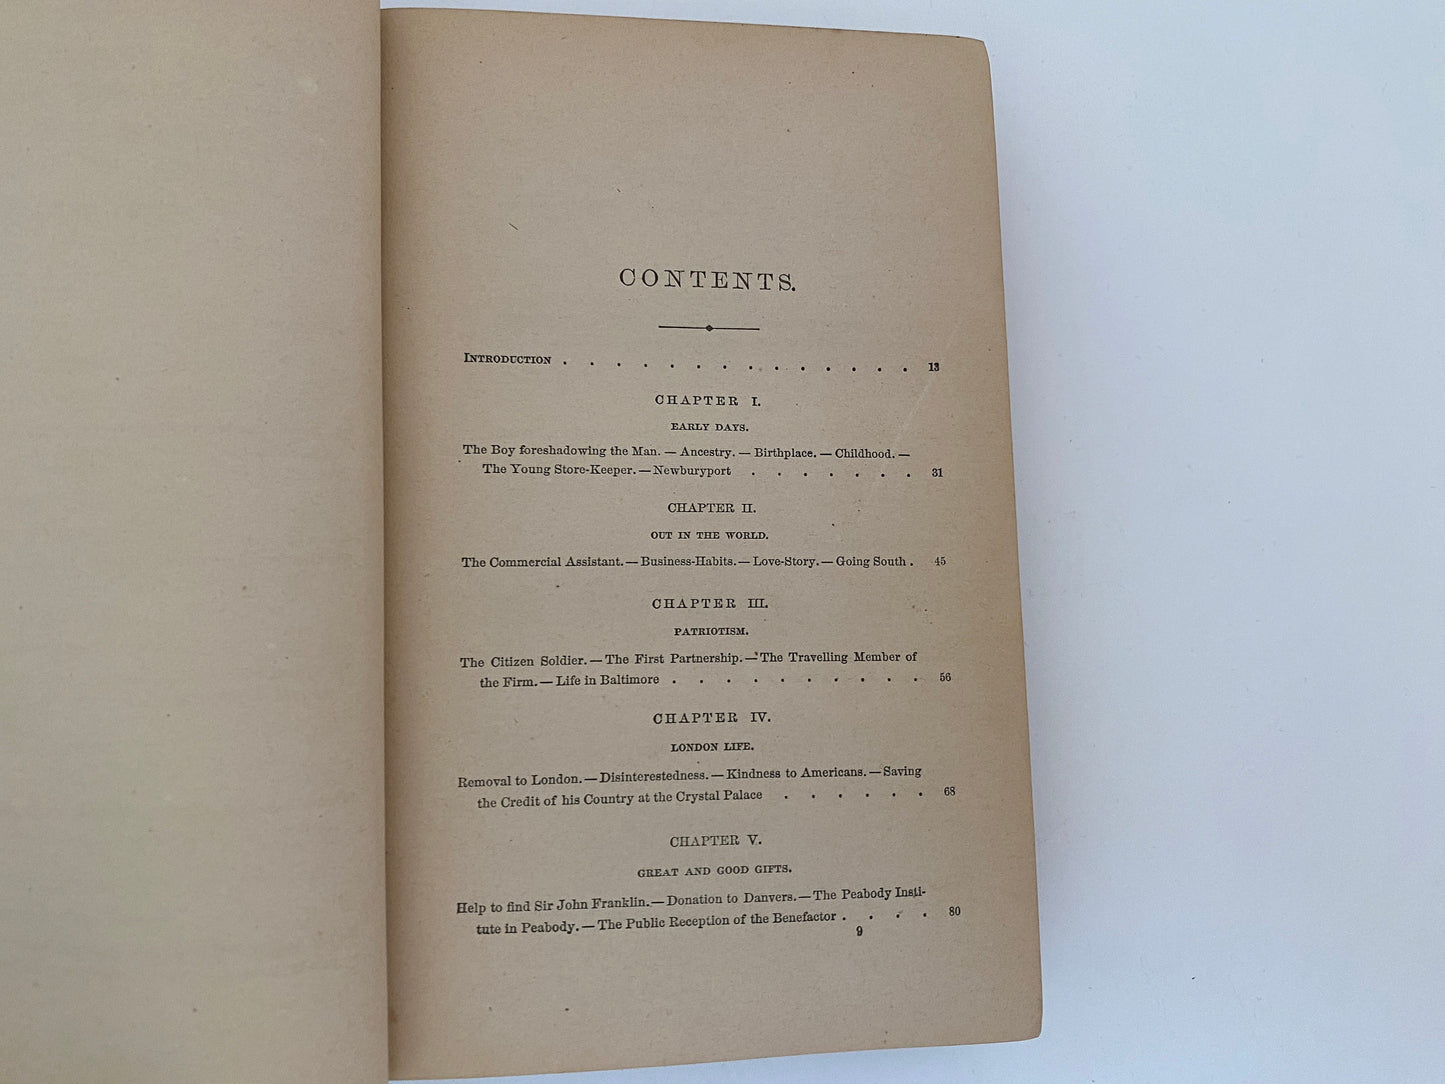 CONTENTS.
INTRODUCTION . . . . . . . . . . . . . . 13
CHAPTER I.
EARLY DAYS.
The Boy foreshadowing the Man. — Ancestry. — Birthplace. — Childhood. —
The Young Store-Keeper. — Newburyport . . . . . . . 31
CHAPTER II.
OUT IN THE WORLD.
The Commercial Assistant. — Business-Habits. — Love-Story. — Going South . 45
CHAPTER III.
PATRIOTISM.
The Citizen Soldier. — The First Partnership. — The Travelling Member of
the Firm. — Life in Baltimore . . . . . . . . . . 56
CHAPTER IV.
LONDON LIFE.
Removal to London. — Disinterestedness. — Kindness to Americans. — Saving
the Credit of his Country at the Crystal Palace . . . . . . 68
CHAPTER V.
GREAT AND GOOD GIFTS.
Help to find Sir John Franklin. — Donation to Danvers. — The Peabody Insti-
tute in Peabody. — The Public Reception of the Benefactor . . . . 80
9